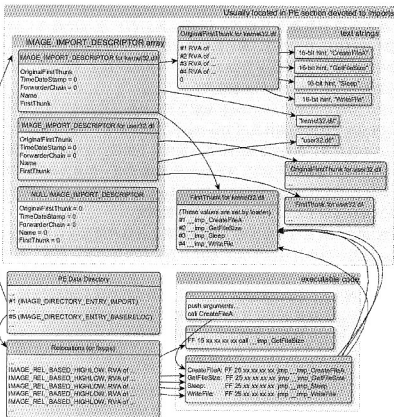 Usually located in PE section devoted to imports
IMAGE_IMPORT_DESCRIPTOR array
IMAGE_IMPORT_DESCRIPTOR for kernel32.dll
OriginalFirstThunk
TimeDateStamp = 0
ForwarderChain = 0
Name
FirstThunk
IMAGE_IMPORT_DESCRIPTOR for user32.dll
OriginalFirstThunk
TimeDateStamp = 0
ForwarderChain = 0
Name
FirstThunk
NULL IMAGE_IMPORT_DESCRIPTOR
OriginalFirstThunk = 0
TimeDateStamp = 0
ForwarderChain = 0
Name = 0
FirstThunk = 0
OriginalFirstThunk for kernel32.dll
#1 RVA of ...
#2 RVA of ...
#3 RVA of ...
#4 RVA of ...
0
text strings
16-bit hint, "CreateFileA"
16-bit hint, "GetFileSize"
16-bit hint, "Sleep"
16-bit hint, "WriteFile"
"kernel32.dll"
"user32.dll"
OriginalFirstThunk for user32.dll
...
FirstThunk for user32.dll
...
FirstThunk for kernel32.dll
(These values are set by loader)
#1 __imp_CreateFileA
#2 __imp_GetFileSize
#3 __imp_Sleep
#4 __imp_WriteFile
PE Data Directory
...
#1 (IMAGE_DIRECTORY_ENTRY_IMPORT)
...
#5 (IMAGE_DIRECTORY_ENTRY_BASERELOC)
...
executable code
push arguments...
call CreateFileA
FF 15 xx xx xx xx call __imp_GetFileSize
CreateFileA: FF 25 xx xx xx xx jmp __imp_CreateFileA
GetFileSize: FF 25 xx xx xx xx jmp __imp_GetFileSize
Sleep: FF 25 xx xx xx xx jmp __imp_Sleep
WriteFile: FF 25 xx xx xx xx jmp __imp_WriteFile
Relocations (or fixups)
...
IMAGE_REL_BASED_HIGHLOW, RVA of ...
IMAGE_REL_BASED_HIGHLOW, RVA of ...
IMAGE_REL_BASED_HIGHLOW, RVA of ...
IMAGE_REL_BASED_HIGHLOW, RVA of ...
IMAGE_REL_BASED_HIGHLOW, RVA of ...